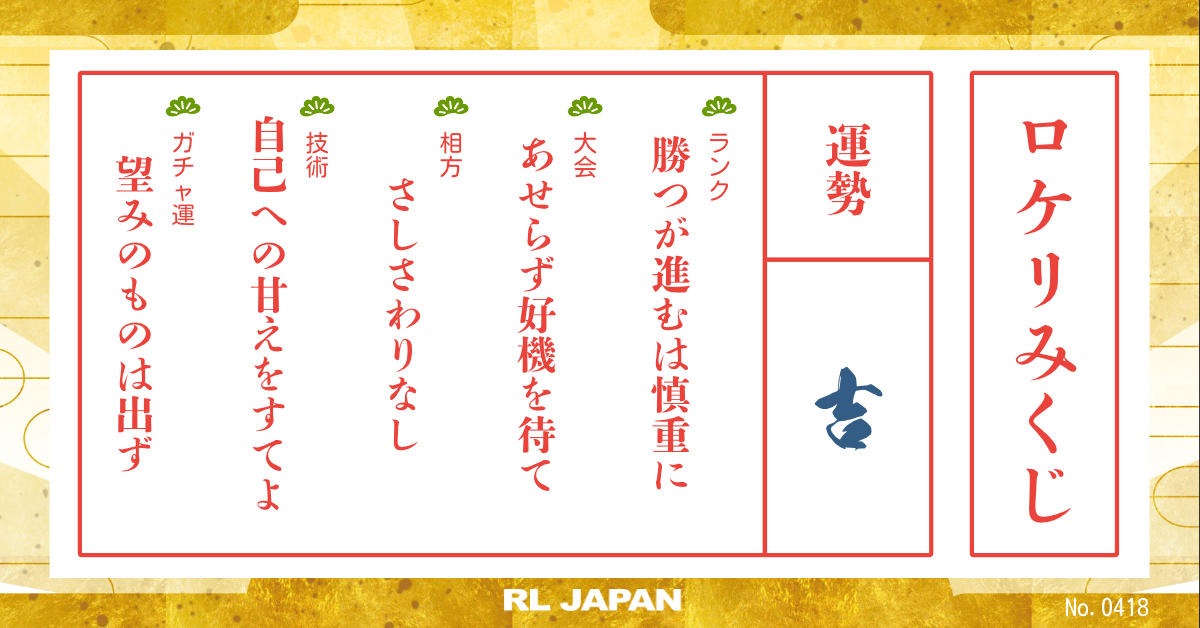 ロケリみくじ
運勢
吉
ランク
勝つが進むは慎重に
大会
あせらず好機を待て
相方
さしさわりなし
技術
自己への甘えをすてよ
ガチャ運
望みのものは出ず
RL JAPAN
No. 0418